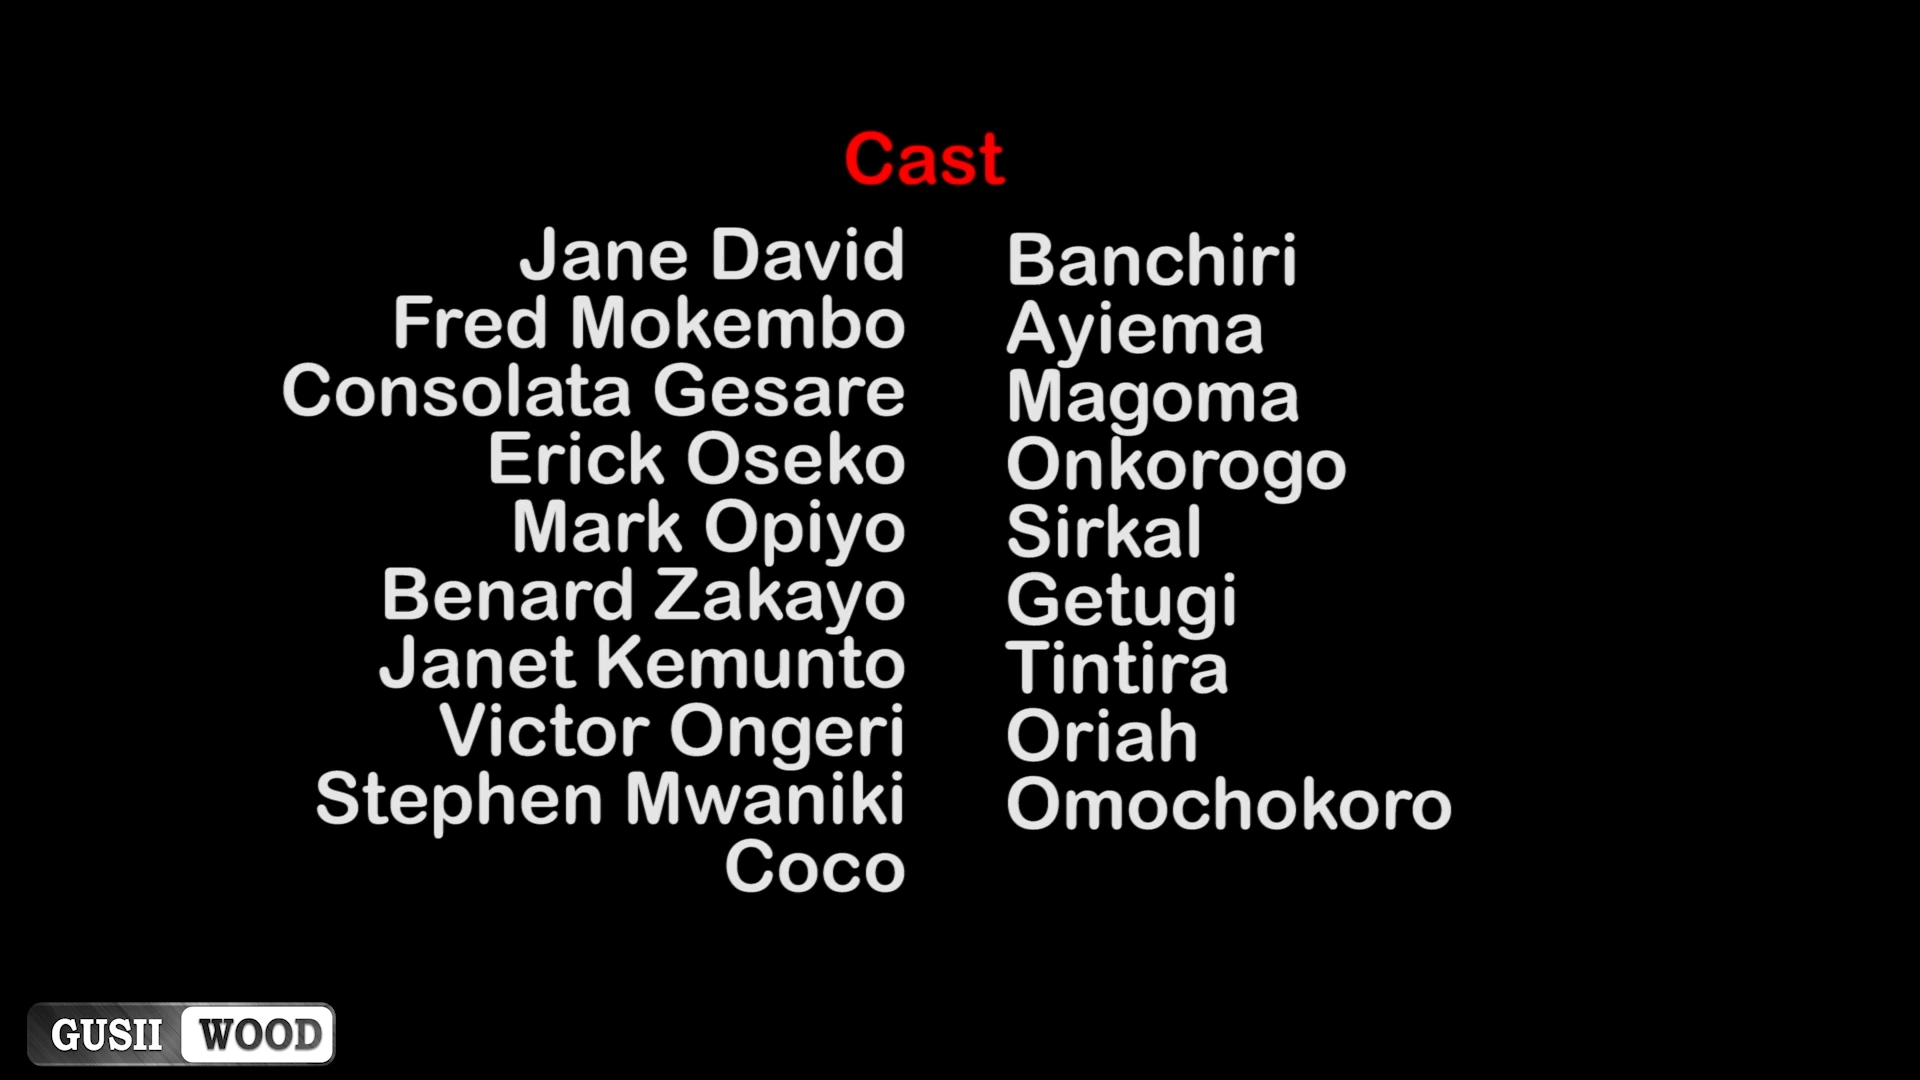 Cast
Jane David Banchiri
Fred Mokembo Ayiema
Consolata Gesare Magoma
Erick Oseko Onkorogo
Mark Opiyo Sirkal
Benard Zakayo Getugi
Janet Kemunto Tintira
Victor Ongeri Oriah
Stephen Mwaniki Omochokoro
Coco
GUSII WOOD